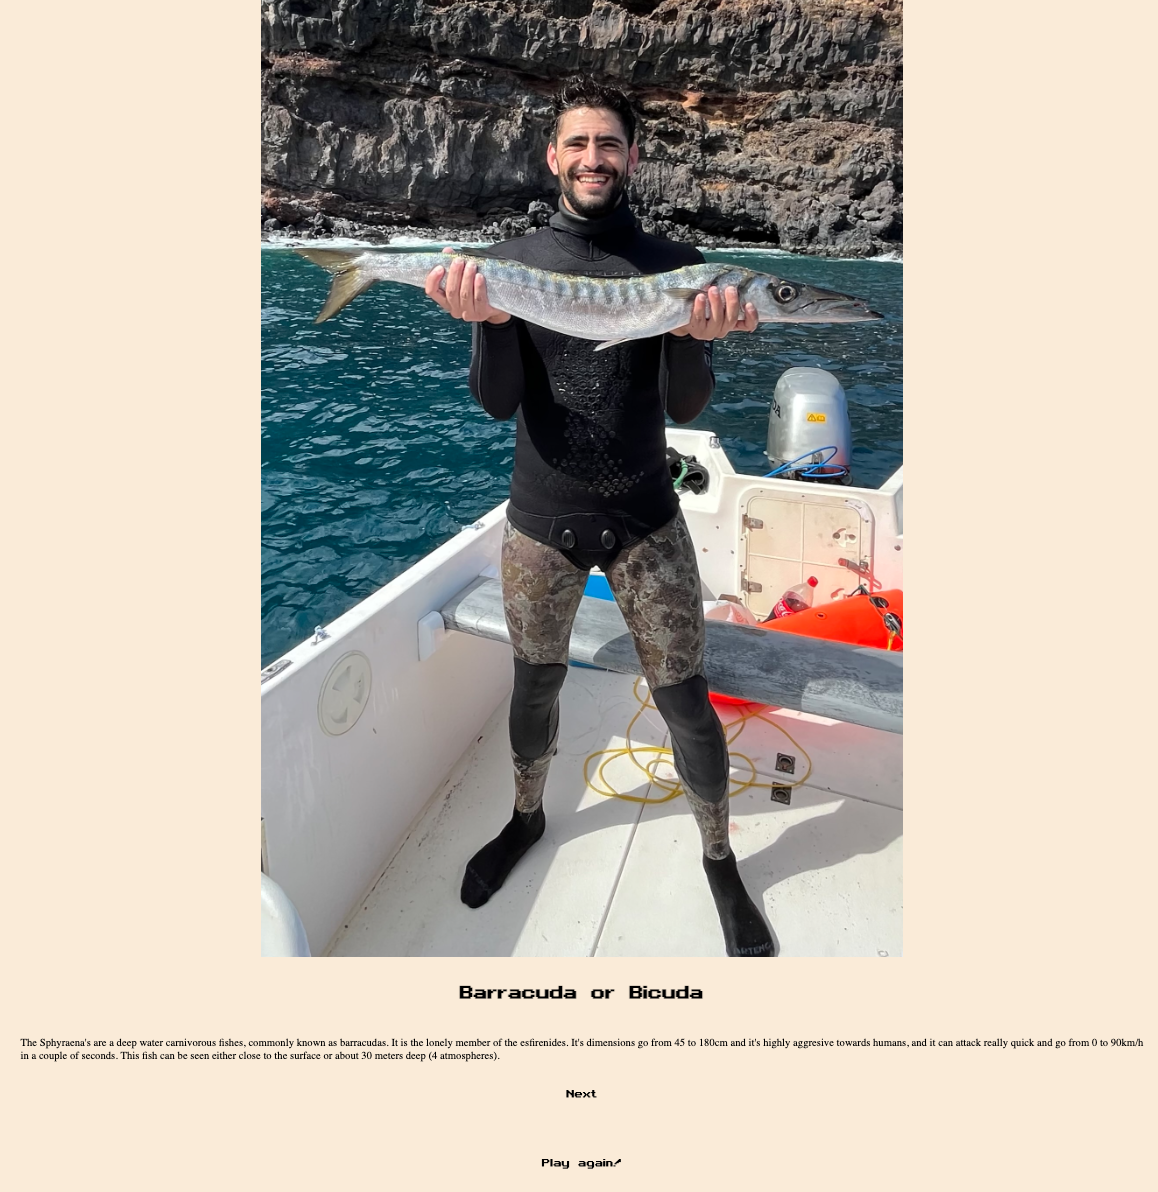 Barracuda or Bicuda
The Sphyraena's are a deep water carnivorous fishes, commonly known as barracudas. It is the lonely member of the esfirenides. It's dimensions go from 45 to 180cm and it's highly aggresive towards humans, and it can attack really quick and go from 0 to 90km/h
in a couple of seconds. This fish can be seen either close to the surface or about 30 meters deep (4 atmospheres).
Next
Play again!